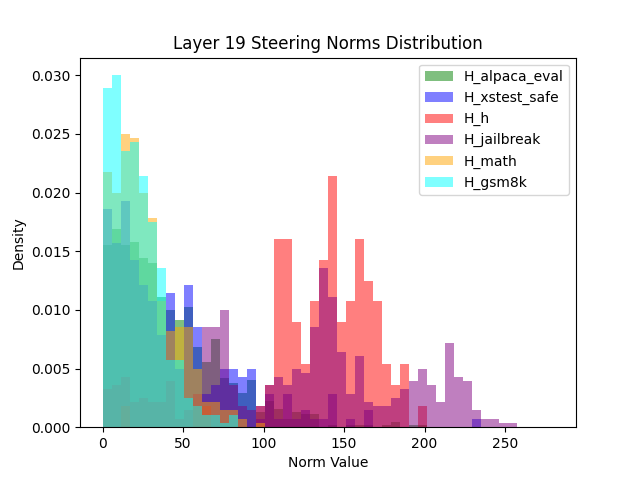 Layer 19 Steering Norms Distribution
H_alpaca_eval
H_xstest_safe
H_h
H_jailbreak
H_math
H_gsm8k
0.030
0.025
0.020
0.015
0.010
0.005
0.000
Density
0 50 100 150 200 250
Norm Value